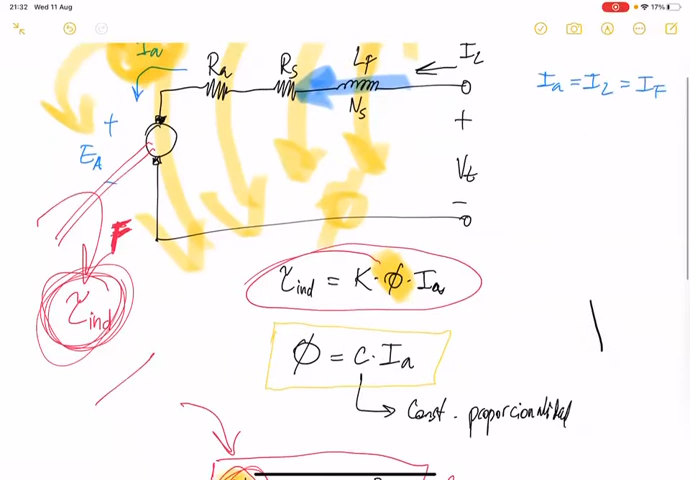 21:32 Wed 11 Aug
17%
Ia
Ra
Rs
LF
IL
Ns
Ia = IL = IF
+
EA
-
+
Vt
-
F
τind
τind = K · ϕ · Ia
ϕ = C · Ia
Const. proporcionalidad